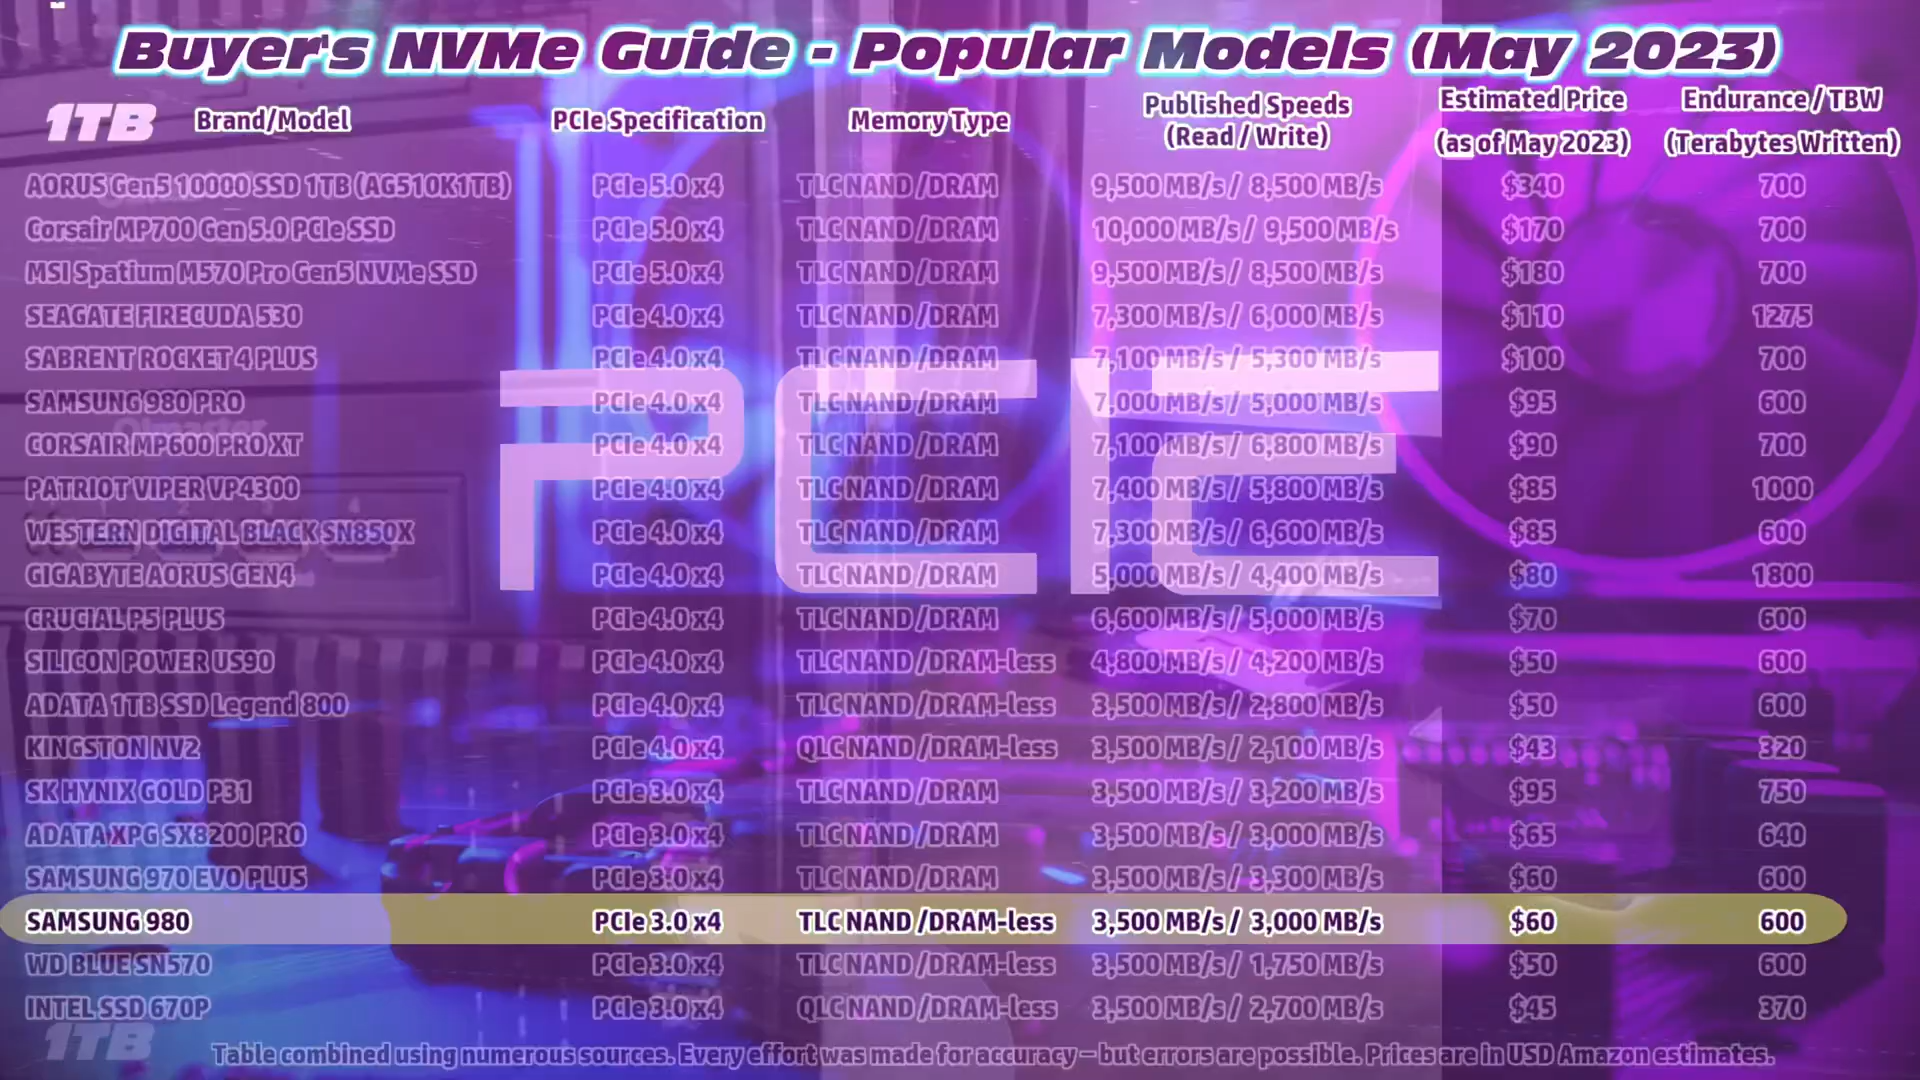 Buyer's NVMe Guide - Popular Models (May 2023)
1TB Brand/Model PCIe Specification Memory Type Published Speeds (Read / Write) Estimated Price (as of May 2023) Endurance / TBW (Terabytes Written)
AORUS Gen5 10000 SSD 1TB (AG510K1TB) PCIe 5.0 x4 TLC NAND /DRAM 9,500 MB/s / 8,500 MB/s $340 700
Corsair MP700 Gen 5.0 PCIe SSD PCIe 5.0 x4 TLC NAND /DRAM 10,000 MB/s / 9,500 MB/s $170 700
MSI Spatium M570 Pro Gen5 NVMe SSD PCIe 5.0 x4 TLC NAND /DRAM 9,500 MB/s / 8,500 MB/s $180 700
SEAGATE FIRECUDA 530 PCIe 4.0 x4 TLC NAND /DRAM 7,300 MB/s / 6,000 MB/s $110 1275
SABRENT ROCKET 4 PLUS PCIe 4.0 x4 TLC NAND /DRAM 7,100 MB/s / 5,300 MB/s $100 700
SAMSUNG 980 PRO PCIe 4.0 x4 TLC NAND /DRAM 7,000 MB/s / 5,000 MB/s $95 600
CORSAIR MP600 PRO XT PCIe 4.0 x4 TLC NAND /DRAM 7,100 MB/s / 6,800 MB/s $90 700
PCIE
PATRIOT VIPER VP4300 PCIe 4.0 x4 TLC NAND /DRAM 7,400 MB/s / 5,800 MB/s $85 1000
WESTERN DIGITAL BLACK SN850X PCIe 4.0 x4 TLC NAND /DRAM 7,300 MB/s / 6,600 MB/s $85 600
GIGABYTE AORUS GEN4 PCIe 4.0 x4 TLC NAND /DRAM 5,000 MB/s / 4,400 MB/s $80 1800
CRUCIAL P5 PLUS PCIe 4.0 x4 TLC NAND /DRAM 6,600 MB/s / 5,000 MB/s $70 600
SILICON POWER US90 PCIe 4.0 x4 TLC NAND /DRAM-less 4,800 MB/s / 4,200 MB/s $50 600
ADATA 1TB SSD Legend 800 PCIe 4.0 x4 TLC NAND /DRAM-less 3,500 MB/s / 2,800 MB/s $50 600
KINGSTON NV2 PCIe 4.0 x4 QLC NAND /DRAM-less 3,500 MB/s / 2,100 MB/s $43 320
SK HYNIX GOLD P31 PCIe 3.0 x4 TLC NAND /DRAM 3,500 MB/s / 3,200 MB/s $95 750
ADATA XPG SX8200 PRO PCIe 3.0 x4 TLC NAND /DRAM 3,500 MB/s / 3,000 MB/s $65 640
SAMSUNG 970 EVO PLUS PCIe 3.0 x4 TLC NAND /DRAM 3,500 MB/s / 3,300 MB/s $60 600
SAMSUNG 980 PCIe 3.0 x4 TLC NAND /DRAM-less 3,500 MB/s / 3,000 MB/s $60 600
WD BLUE SN570 PCIe 3.0 x4 TLC NAND /DRAM-less 3,500 MB/s / 1,750 MB/s $50 600
INTEL SSD 670P PCIe 3.0 x4 QLC NAND /DRAM-less 3,500 MB/s / 2,700 MB/s $45 370
1TB
Table combined using numerous sources. Every effort was made for accuracy – but errors are possible. Prices are in USD Amazon estimates.